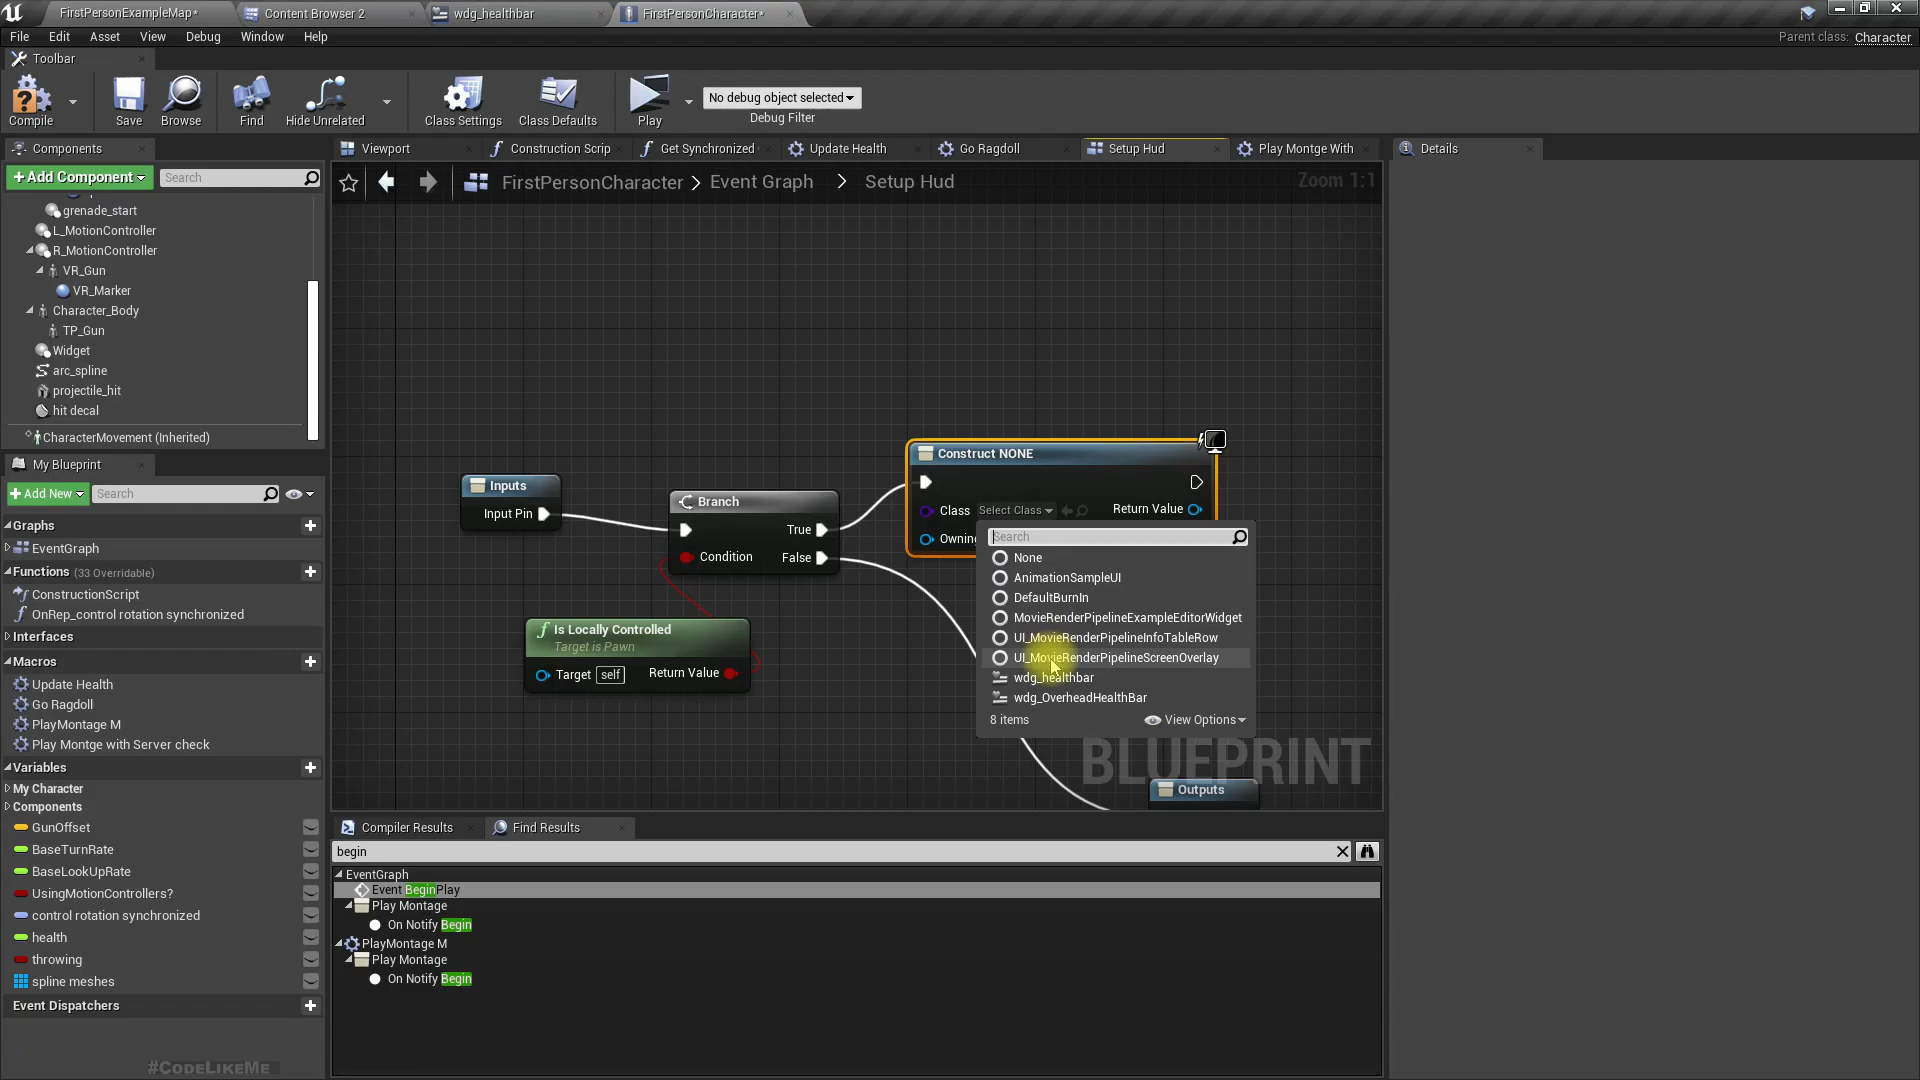 FirstPersonExampleMap*
Content Browser 2
wdg_healthbar
FirstPersonCharacter*
File Edit Asset View Debug Window Help
Parent class: Character
Toolbar
Compile
Save
Browse
Find
Hide Unrelated
Class Settings
Class Defaults
Play
No debug object selected
Debug Filter
Components
+Add Component
Search
grenade_start
L_MotionController
R_MotionController
VR_Gun
VR_Marker
Character_Body
TP_Gun
Widget
arc_spline
projectile_hit
hit decal
CharacterMovement (Inherited)
My Blueprint
+Add New
Search
Graphs
EventGraph
Functions (33 Overridable)
ConstructionScript
OnRep_control rotation synchronized
Interfaces
Macros
Update Health
Go Ragdoll
PlayMontage M
Play Montge with Server check
Variables
My Character
Components
GunOffset
BaseTurnRate
BaseLookUpRate
UsingMotionControllers?
control rotation synchronized
health
throwing
spline meshes
Event Dispatchers
#CodeLikeMe
Viewport
Construction Scrip
Get Synchronized
Update Health
Go Ragdoll
Setup Hud
Play Montge With
Details
FirstPersonCharacter > Event Graph > Setup Hud
Zoom 1:1
Inputs
Input Pin
Branch
True
Condition
False
Is Locally Controlled
Target is Pawn
Target self
Return Value
Construct NONE
Class Select Class
Return Value
Owning
Search
None
AnimationSampleUI
DefaultBurnIn
MovieRenderPipelineExampleEditorWidget
UI_MovieRenderPipelineInfoTableRow
UI_MovieRenderPipelineScreenOverlay
wdg_healthbar
wdg_OverheadHealthBar
8 items
View Options
BLUEPRINT
Outputs
Compiler Results
Find Results
begin
EventGraph
Event BeginPlay
Play Montage
On Notify Begin
PlayMontage M
Play Montage
On Notify Begin